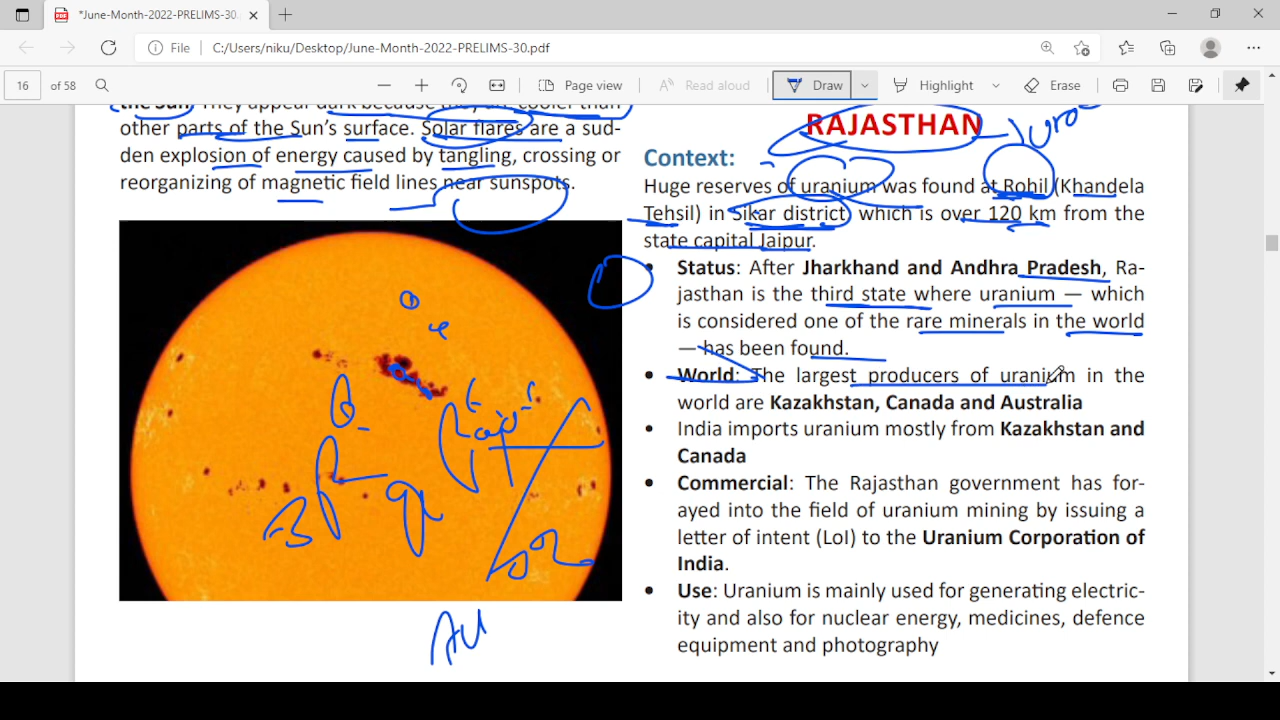 *June-Month-2022-PRELIMS-30.
File
C:/Users/niku/Desktop/June-Month-2022-PRELIMS-30.pdf
16
of 58
Page view
Read aloud
Draw
Highlight
Erase
the Sun. They appear dark because they are cooler than
other parts of the Sun's surface. Solar flares are a sud-
den explosion of energy caused by tangling, crossing or
reorganizing of magnetic field lines near sunspots.
RAJASTHAN
Context:
Huge reserves of uranium was found at Rohil (Khandela
Tehsil) in Sikar district, which is over 120 km from the
state capital Jaipur.
• Status: After Jharkhand and Andhra Pradesh, Ra-
jasthan is the third state where uranium — which
is considered one of the rare minerals in the world
— has been found.
• World: The largest producers of uranium in the
world are Kazakhstan, Canada and Australia
• India imports uranium mostly from Kazakhstan and
Canada
• Commercial: The Rajasthan government has for-
ayed into the field of uranium mining by issuing a
letter of intent (LoI) to the Uranium Corporation of
India.
• Use: Uranium is mainly used for generating electric-
ity and also for nuclear energy, medicines, defence
equipment and photography